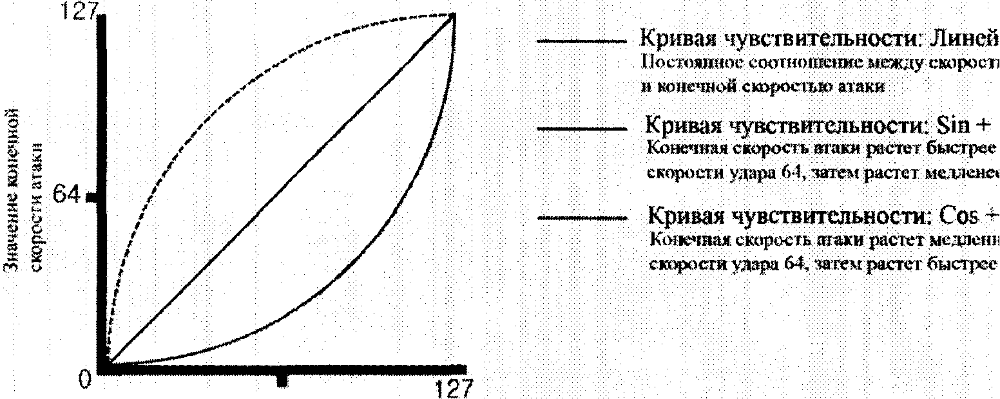 127
64
0
127
Значение конечной
скорости атаки
Кривая чувствительности: Линей
Постоянное соотношение между скорост
и конечной скоростью атаки
Кривая чувствительности: Sin +
Конечная скорость атаки растет быстрее
скорости удара 64, затем растет медленее
Кривая чувствительности: Cos +
Конечная скорость атаки растет медленн
скорости удара 64, затем растет быстрее